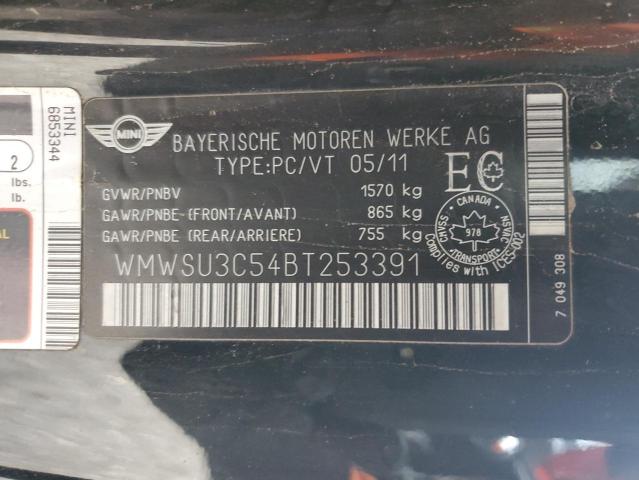 MINI
6853344
2
lbs.
lb.
MINI
BAYERISCHE MOTOREN WERKE AG
TYPE:PC/VT 05/11
EC
GVWR/PNBV 1570 kg
GAWR/PNBE-(FRONT/AVANT) 865 kg
GAWR/PNBE (REAR/ARRIERE) 755 kg
CANADA
978
TRANSPORT
Complies with ICES-002
WMWSU3C54BT253391
7 049 308